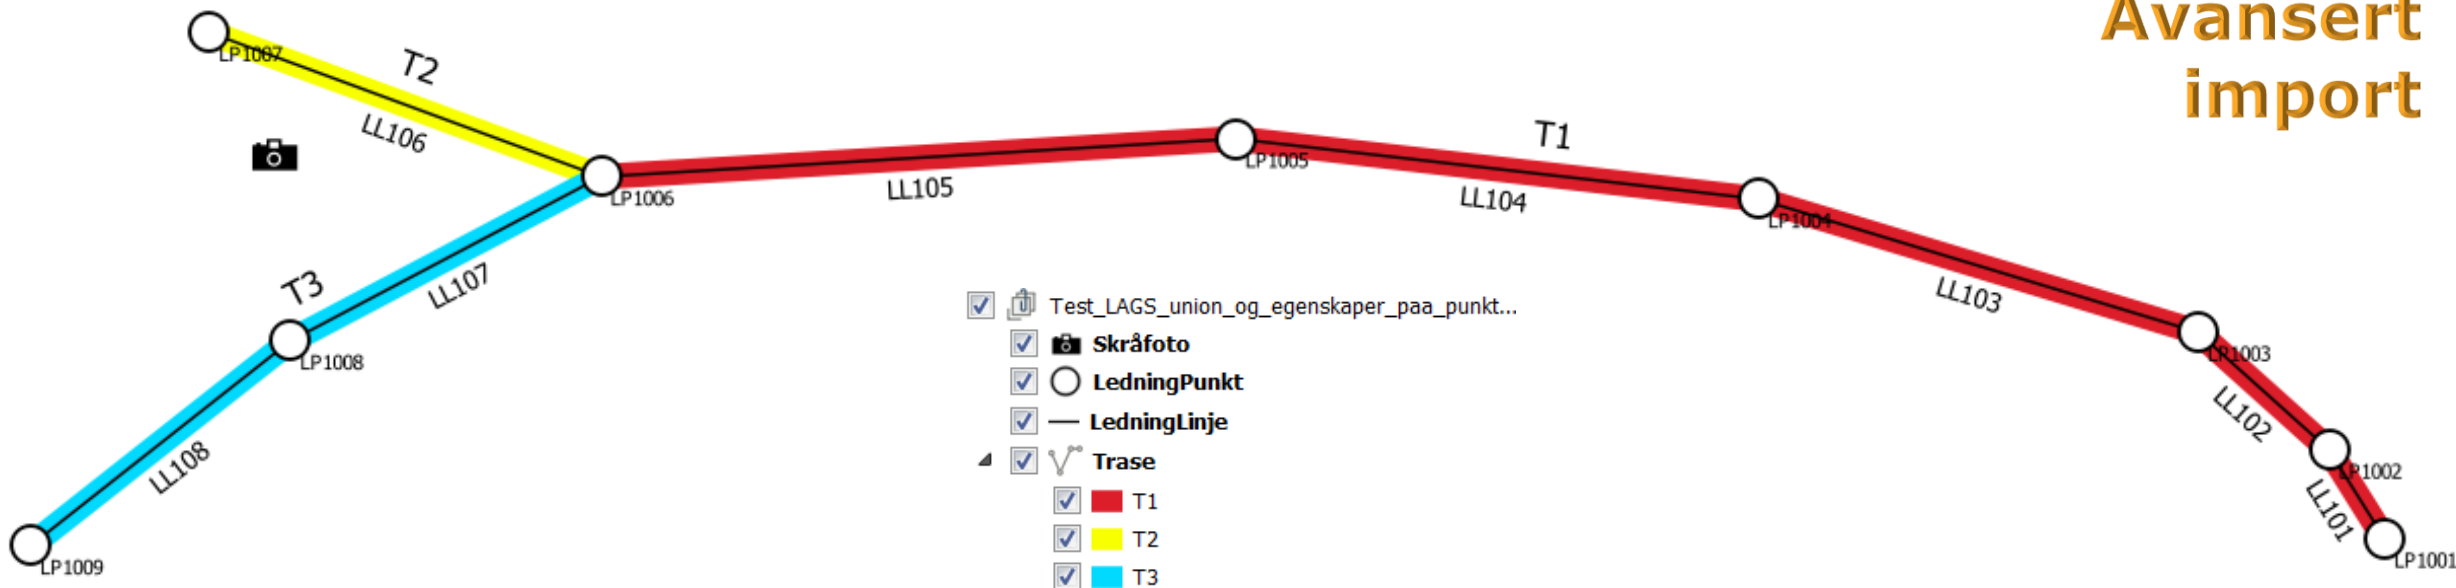 Avansert
import
LP1007
T2
LL106
LP1006
LL105
LP1005
T1
LL104
LP1004
LL103
LP1003
LL102
LP1002
LL101
LP1001
T3
LL107
LP1008
LL108
LP1009
Test_LAGS_union_og_egenskaper_paa_punkt...
Skråfoto
LedningPunkt
LedningLinje
Trase
T1
T2
T3